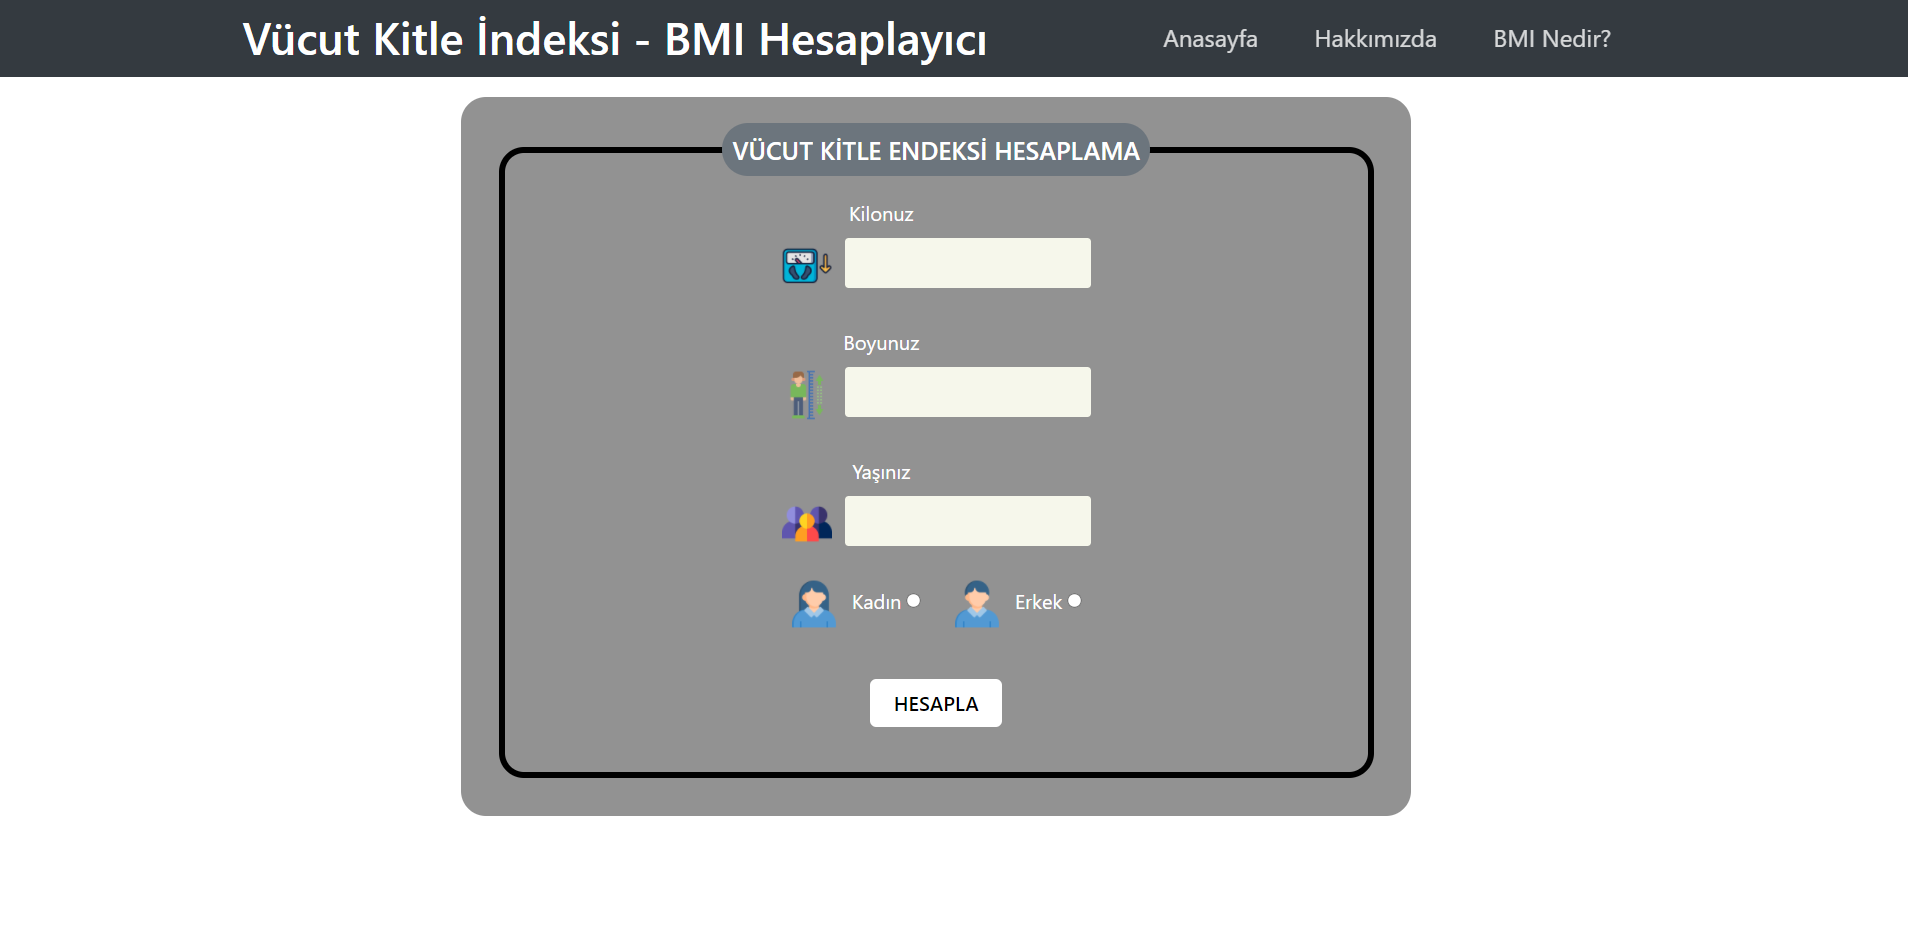 Vücut Kitle İndeksi - BMI Hesaplayıcı
Anasayfa
Hakkımızda
BMI Nedir?
VÜCUT KİTLE ENDEKSİ HESAPLAMA
Kilonuz
Boyunuz
Yaşınız
Kadın
Erkek
HESAPLA